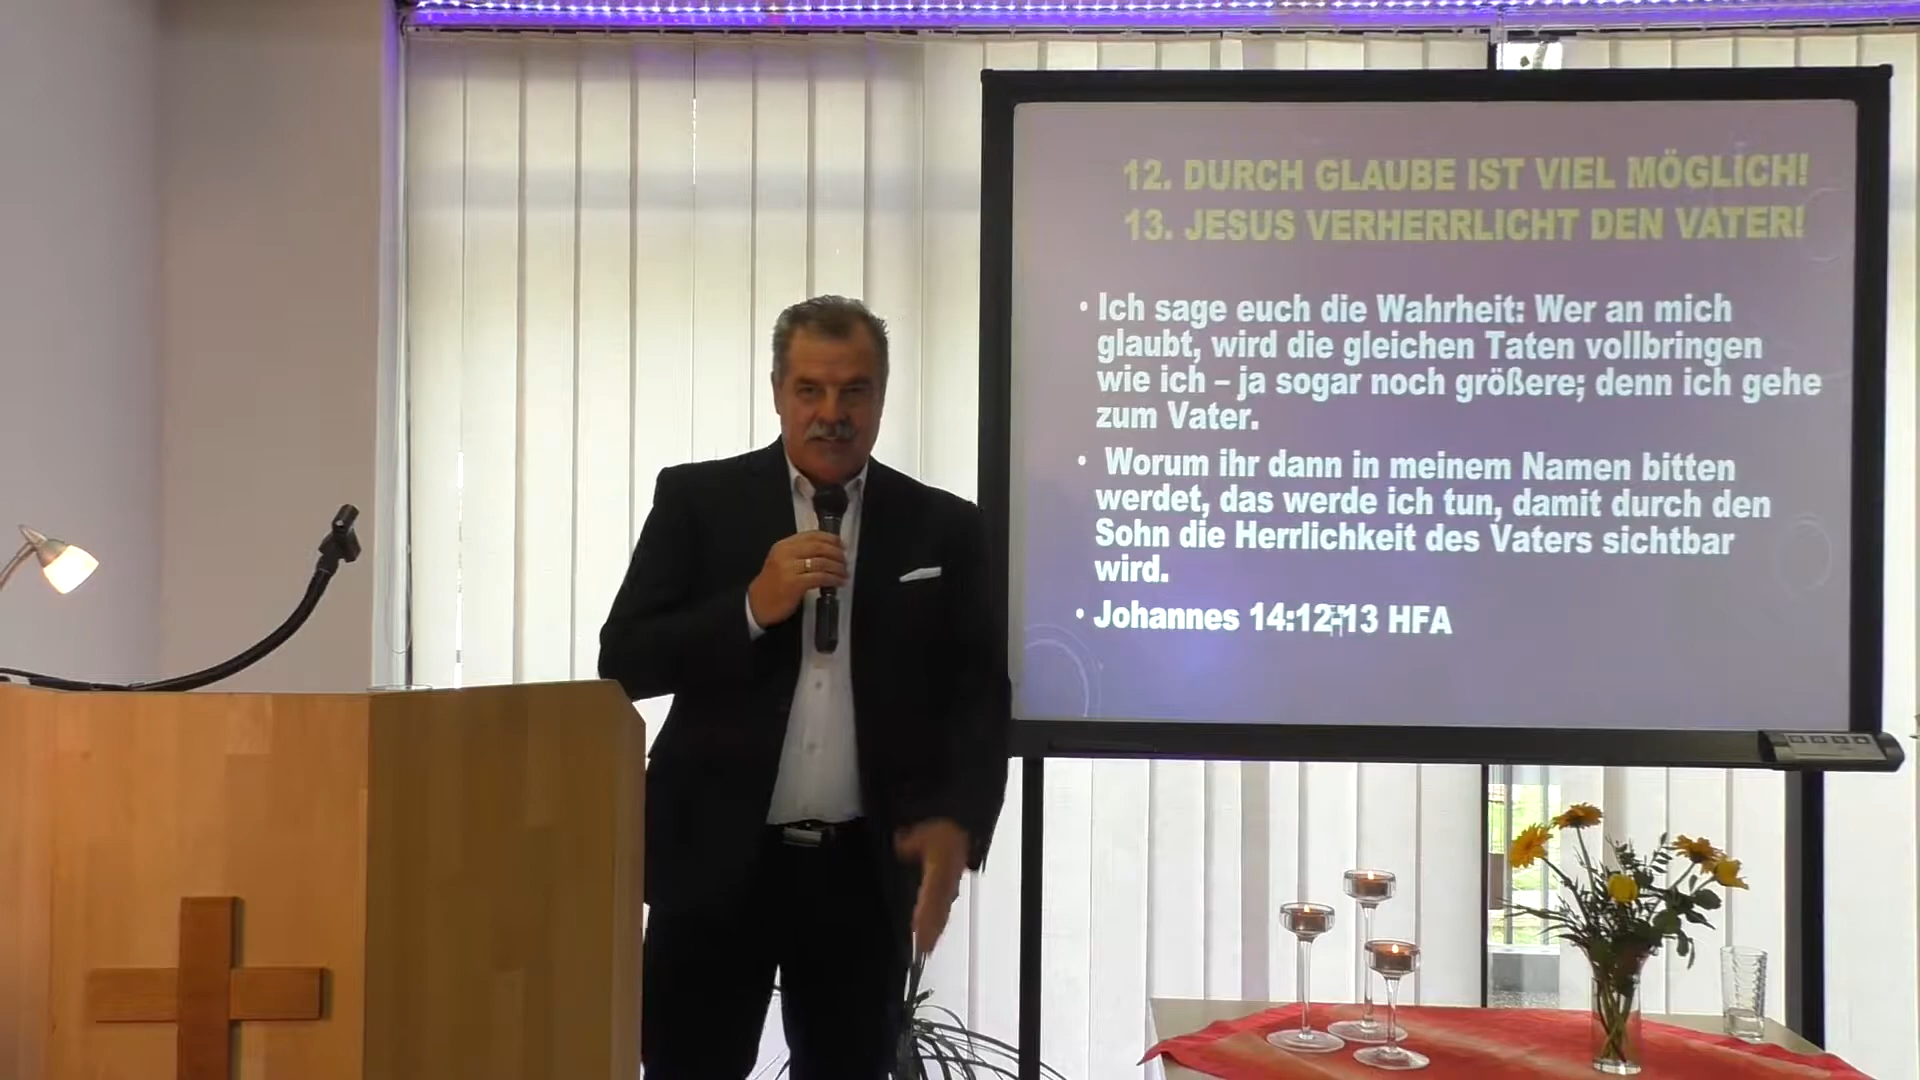 12. DURCH GLAUBE IST VIEL MÖGLICH!
13. JESUS VERHERRLICHT DEN VATER!
• Ich sage euch die Wahrheit: Wer an mich
glaubt, wird die gleichen Taten vollbringen
wie ich – ja sogar noch größere; denn ich gehe
zum Vater.
• Worum ihr dann in meinem Namen bitten
werdet, das werde ich tun, damit durch den
Sohn die Herrlichkeit des Vaters sichtbar
wird.
• Johannes 14:12-13 HFA